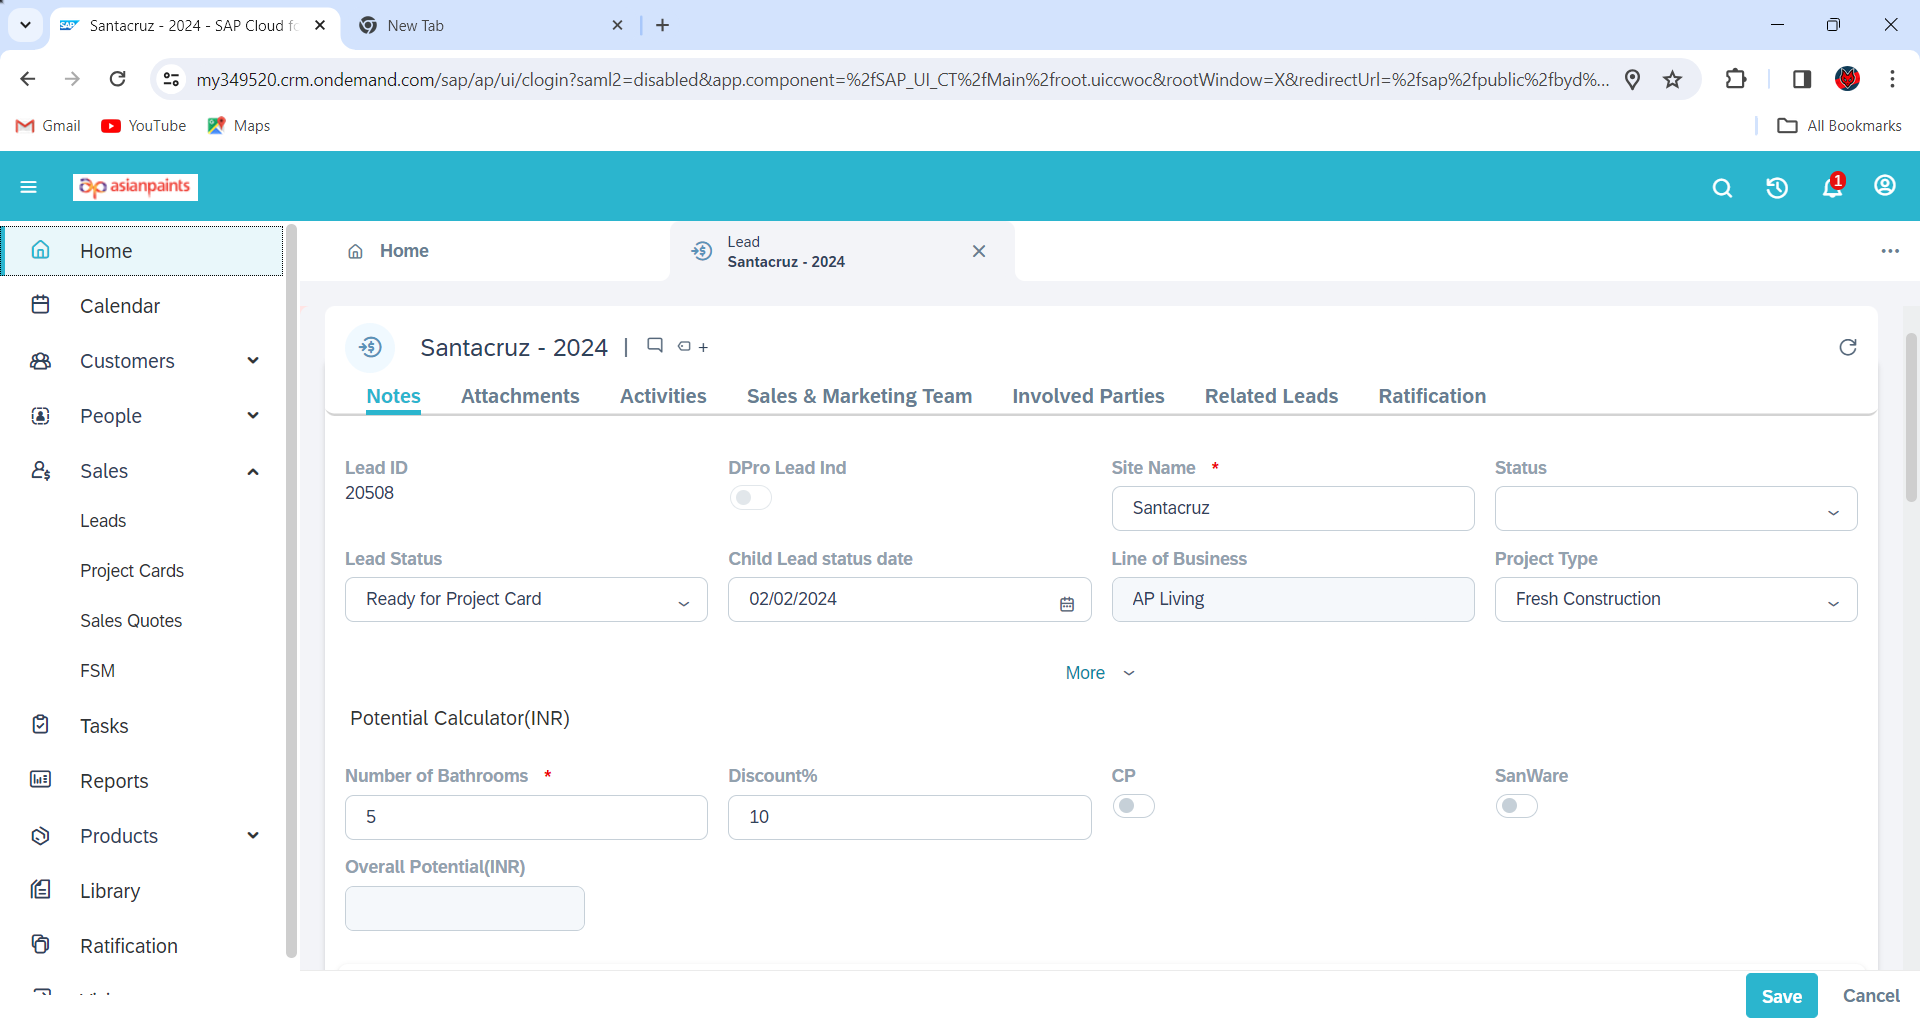 Santacruz - 2024 - SAP Cloud fo
New Tab
my349520.crm.ondemand.com/sap/ap/ui/clogin?saml2=disabled&app.component=%2fSAP_UI_CT%2fMain%2froot.uiccwoc&rootWindow=X&redirectUrl=%2fsap%2fpublic%2fbyd%...
Gmail
YouTube
Maps
All Bookmarks
asianpaints
1
Home
Calendar
Customers
People
Sales
Leads
Project Cards
Sales Quotes
FSM
Tasks
Reports
Products
Library
Ratification
Home
Lead
Santacruz - 2024
Santacruz - 2024
Notes
Attachments
Activities
Sales & Marketing Team
Involved Parties
Related Leads
Ratification
Lead ID
20508
DPro Lead Ind
Site Name *
Santacruz
Status
Lead Status
Ready for Project Card
Child Lead status date
02/02/2024
Line of Business
AP Living
Project Type
Fresh Construction
More
Potential Calculator(INR)
Number of Bathrooms *
5
Discount%
10
CP
SanWare
Overall Potential(INR)
Save
Cancel